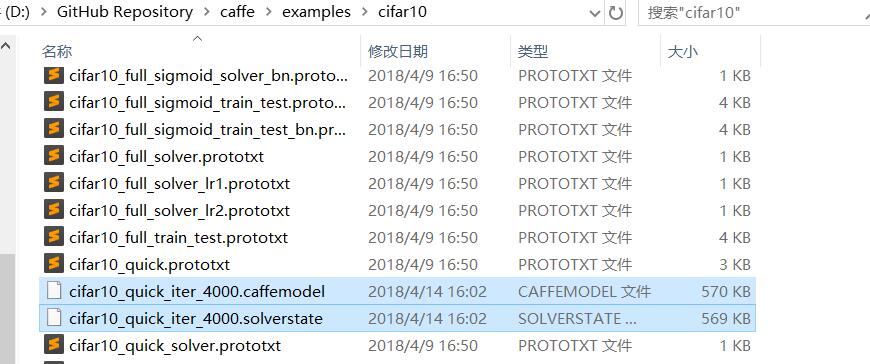 (D:) > GitHub Repository > caffe > examples > cifar10 搜索"cifar10"
名称 修改日期 类型 大小
cifar10_full_sigmoid_solver_bn.proto... 2018/4/9 16:50 PROTOTXT 文件 1 KB
cifar10_full_sigmoid_train_test.proto... 2018/4/9 16:50 PROTOTXT 文件 4 KB
cifar10_full_sigmoid_train_test_bn.pr... 2018/4/9 16:50 PROTOTXT 文件 4 KB
cifar10_full_solver.prototxt 2018/4/9 16:50 PROTOTXT 文件 1 KB
cifar10_full_solver_lr1.prototxt 2018/4/9 16:50 PROTOTXT 文件 1 KB
cifar10_full_solver_lr2.prototxt 2018/4/9 16:50 PROTOTXT 文件 1 KB
cifar10_full_train_test.prototxt 2018/4/9 16:50 PROTOTXT 文件 4 KB
cifar10_quick.prototxt 2018/4/9 16:50 PROTOTXT 文件 3 KB
cifar10_quick_iter_4000.caffemodel 2018/4/14 16:02 CAFFEMODEL 文件 570 KB
cifar10_quick_iter_4000.solverstate 2018/4/14 16:02 SOLVERSTATE ... 569 KB
cifar10_quick_solver.prototxt 2018/4/9 16:50 PROTOTXT 文件 1 KB